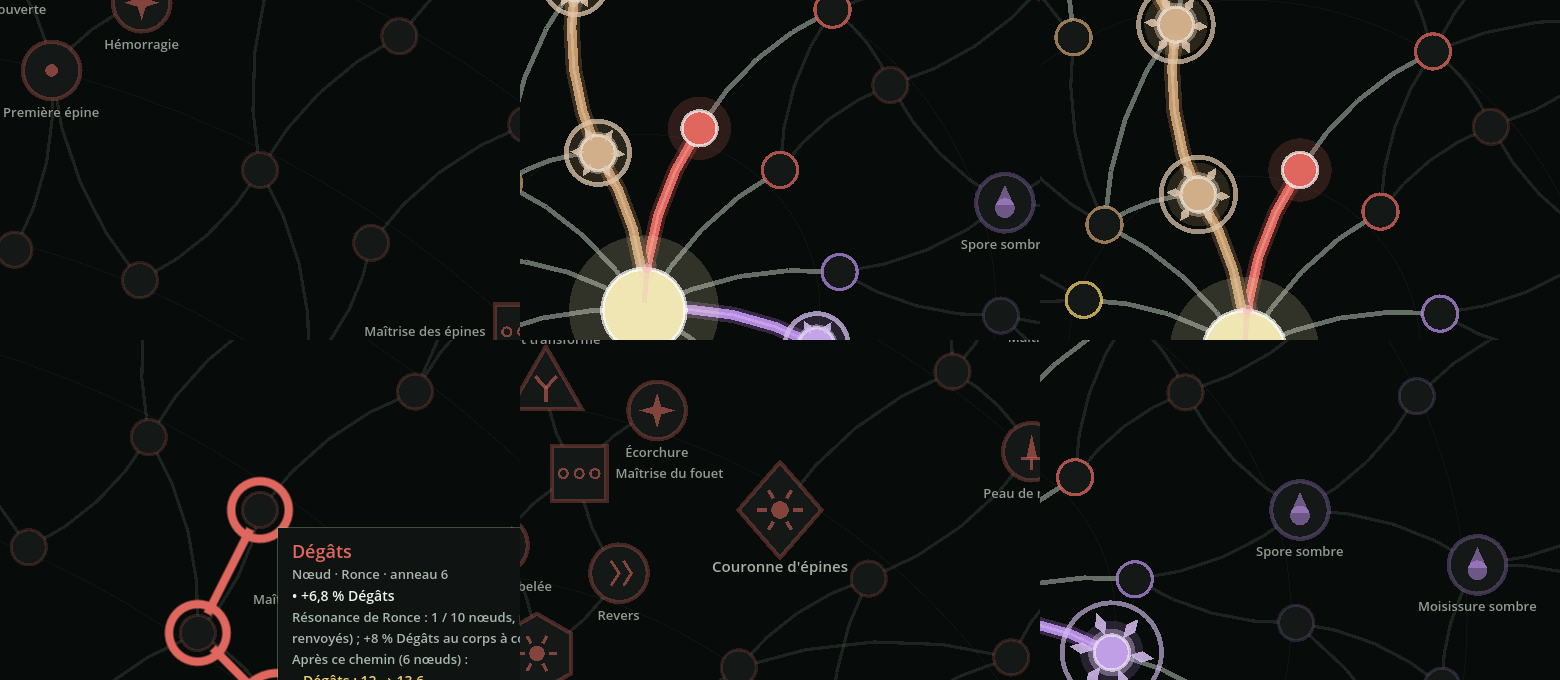 ouverte
Hémorragie
Première épine
Maîtrise des épines
Spore sombr
t transformé
Dégâts
Nœud · Ronce · anneau 6
• +6,8 % Dégâts
Résonance de Ronce : 1 / 10 nœuds,
renvoyés) ; +8 % Dégâts au corps à co
Après ce chemin (6 nœuds) :
Maî
Écorchure
Maîtrise du fouet
Couronne d'épines
belée
Revers
Peau de
Spore sombre
Moisissure sombre